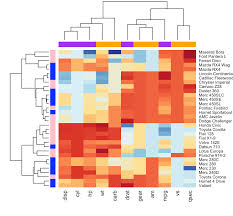 Maserati Bora
Ford Pantera L
Ferrari Dino
Mazda RX4 Wag
Mazda RX4
Lincoln Continental
Cadillac Fleetwood
Chrysler Imperial
Camaro Z28
Duster 360
Merc 450SLC
Merc 450SL
Merc 450SE
Pontiac Firebird
Hornet Sportabout
AMC Javelin
Dodge Challenger
Honda Civic
Toyota Corolla
Fiat 128
Fiat X1-9
Volvo 142E
Datsun 710
Lotus Europa
Porsche 914-2
Merc 280C
Merc 280
Merc 230
Merc 240D
Toyota Corona
Hornet 4 Drive
Valiant
disp
cyl
hp
wt
carb
drat
gear
am
mpg
vs
qsec